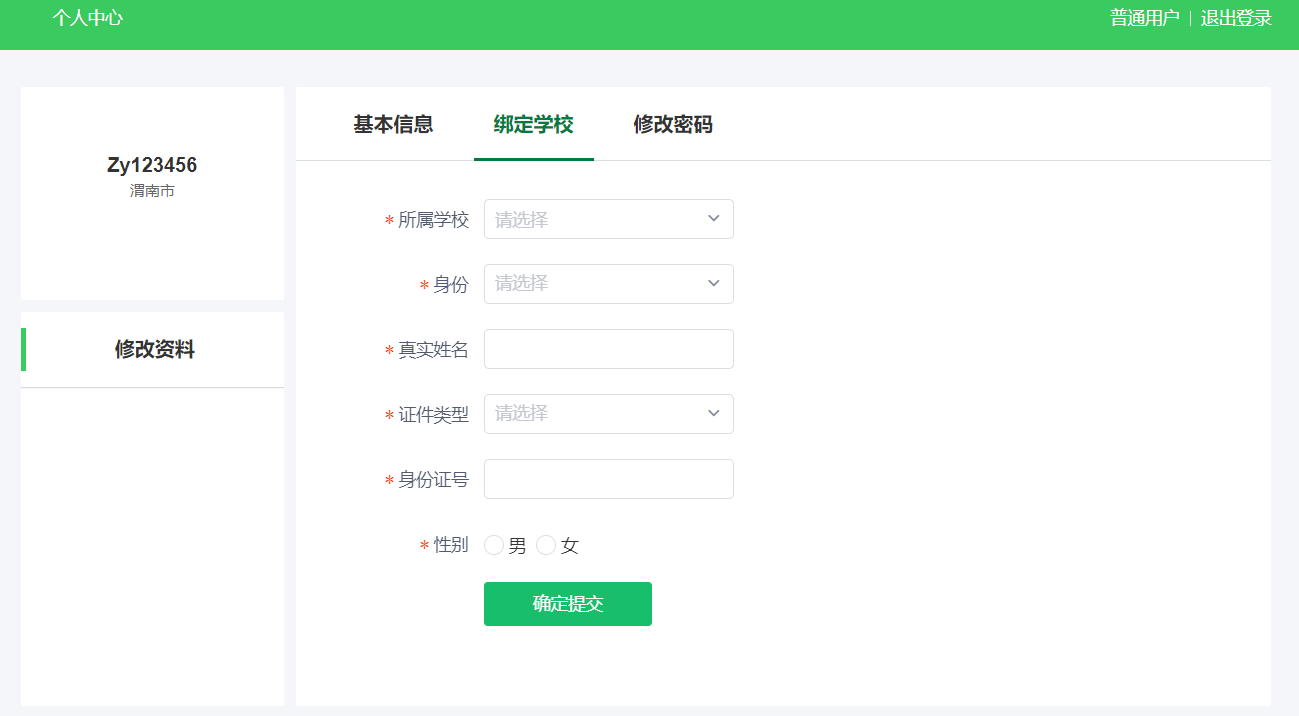 个人中心
普通用户 | 退出登录
Zy123456
渭南市
修改资料
基本信息 绑定学校 修改密码
* 所属学校 请选择
* 身份 请选择
* 真实姓名
* 证件类型 请选择
* 身份证号
* 性别 男 女
确定提交